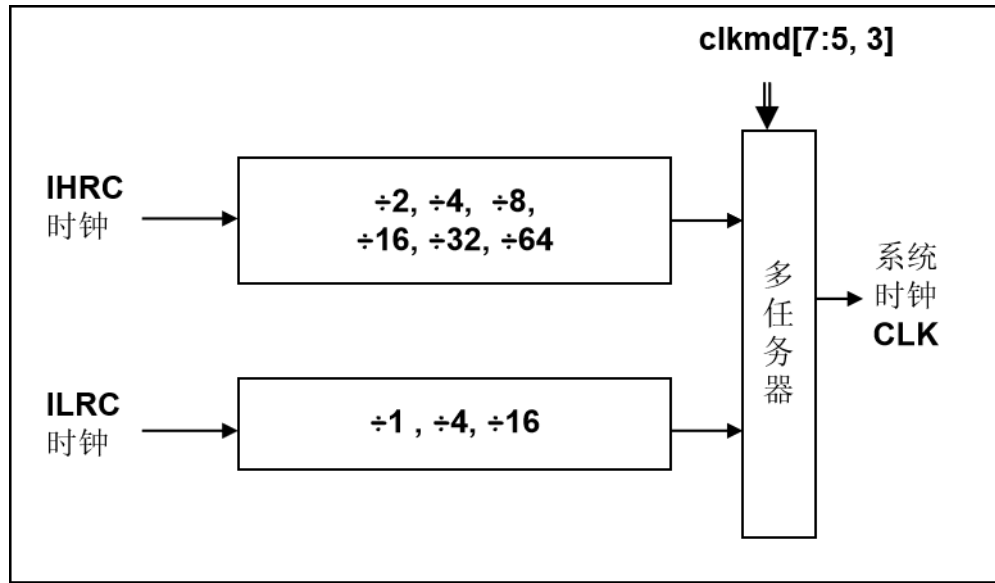 clkmd[7:5, 3]
IHRC
时钟
÷2, ÷4, ÷8,
÷16, ÷32, ÷64
多任务器
系统
时钟
CLK
ILRC
时钟
÷1 , ÷4, ÷16